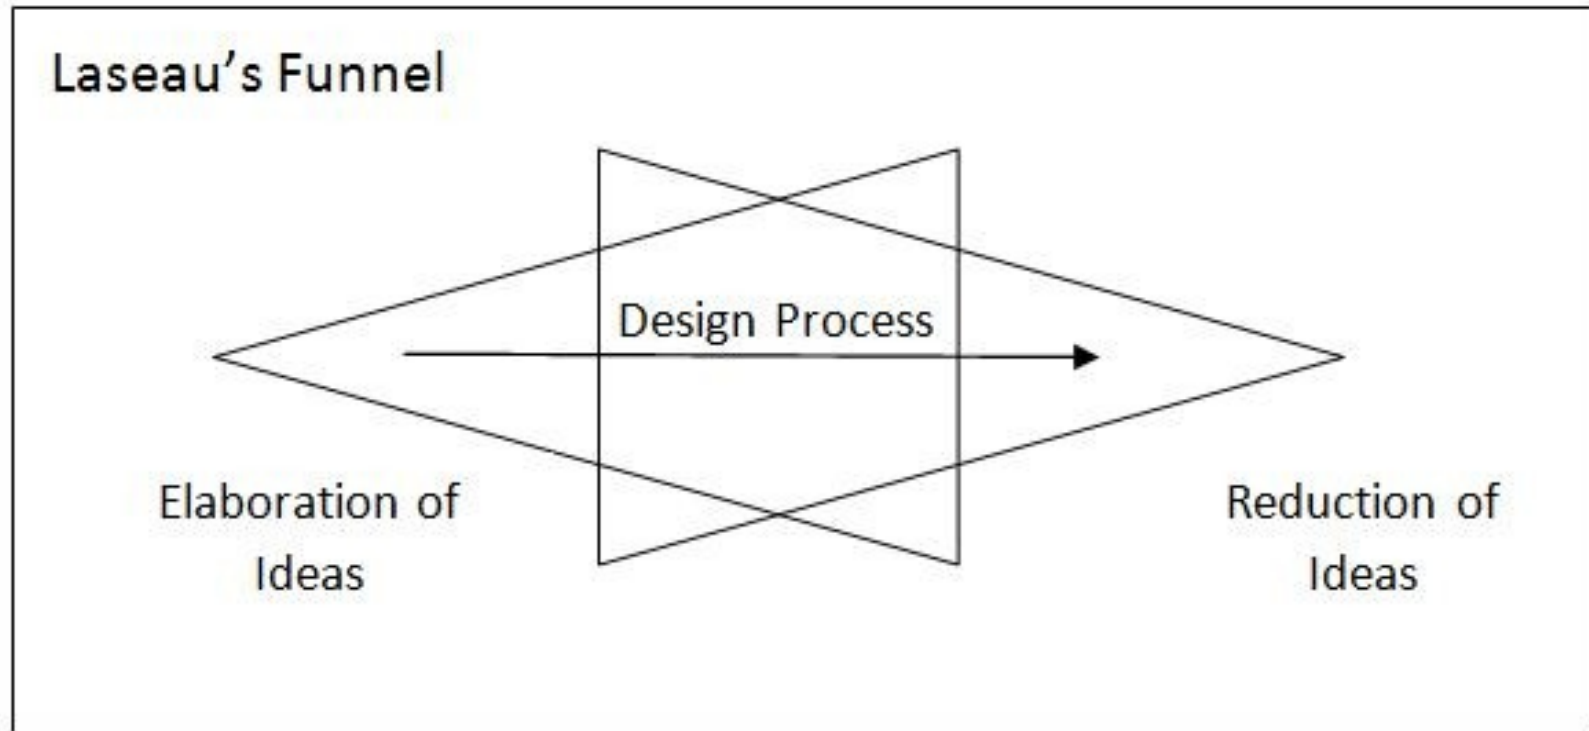 Laseau’s Funnel
Design Process
Elaboration of
Ideas
Reduction of
Ideas